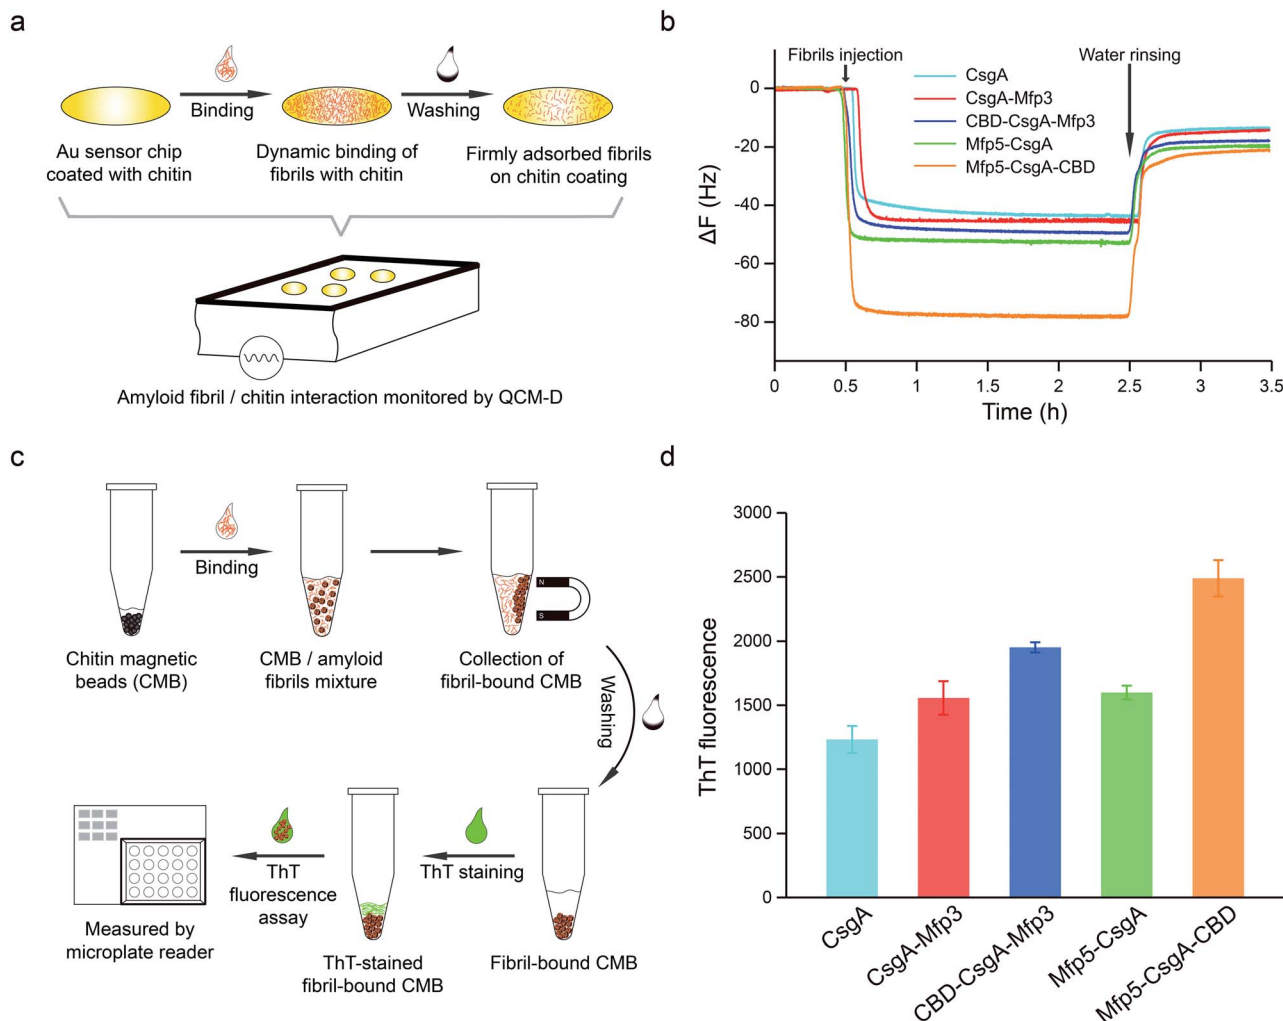 a
Binding
Washing
Au sensor chip
coated with chitin
Dynamic binding of
fibrils with chitin
Firmly adsorbed fibrils
on chitin coating
Amyloid fibril / chitin interaction monitored by QCM-D
b
Fibrils injection
Water rinsing
CsgA
CsgA-Mfp3
CBD-CsgA-Mfp3
Mfp5-CsgA
Mfp5-CsgA-CBD
ΔF (Hz)
0
-20
-40
-60
-80
0
0.5
1
1.5
2
2.5
3
3.5
Time (h)
c
Binding
Chitin magnetic
beads (CMB)
CMB / amyloid
fibrils mixture
N
S
Collection of
fibril-bound CMB
Washing
Fibril-bound CMB
ThT staining
ThT-stained
fibril-bound CMB
ThT
fluorescence
assay
Measured by
microplate reader
d
ThT fluorescence
3000
2500
2000
1500
1000
500
0
CsgA
CsgA-Mfp3
CBD-CsgA-Mfp3
Mfp5-CsgA
Mfp5-CsgA-CBD